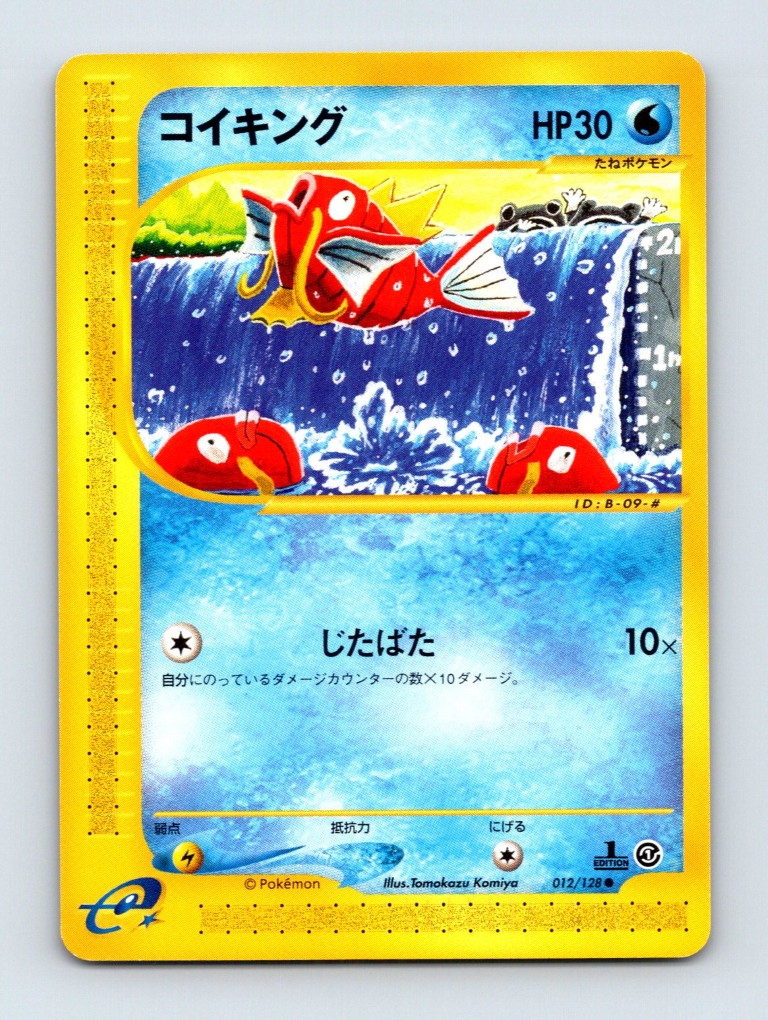 コイキング
HP30
たねポケモン
2m
1m
ID:B-09-#
じたばた
10×
自分にのっているダメージカウンターの数×10ダメージ。
弱点
抵抗力
にげる
1
EDITION
© Pokémon
Illus.Tomokazu Komiya
012/128 ●
e